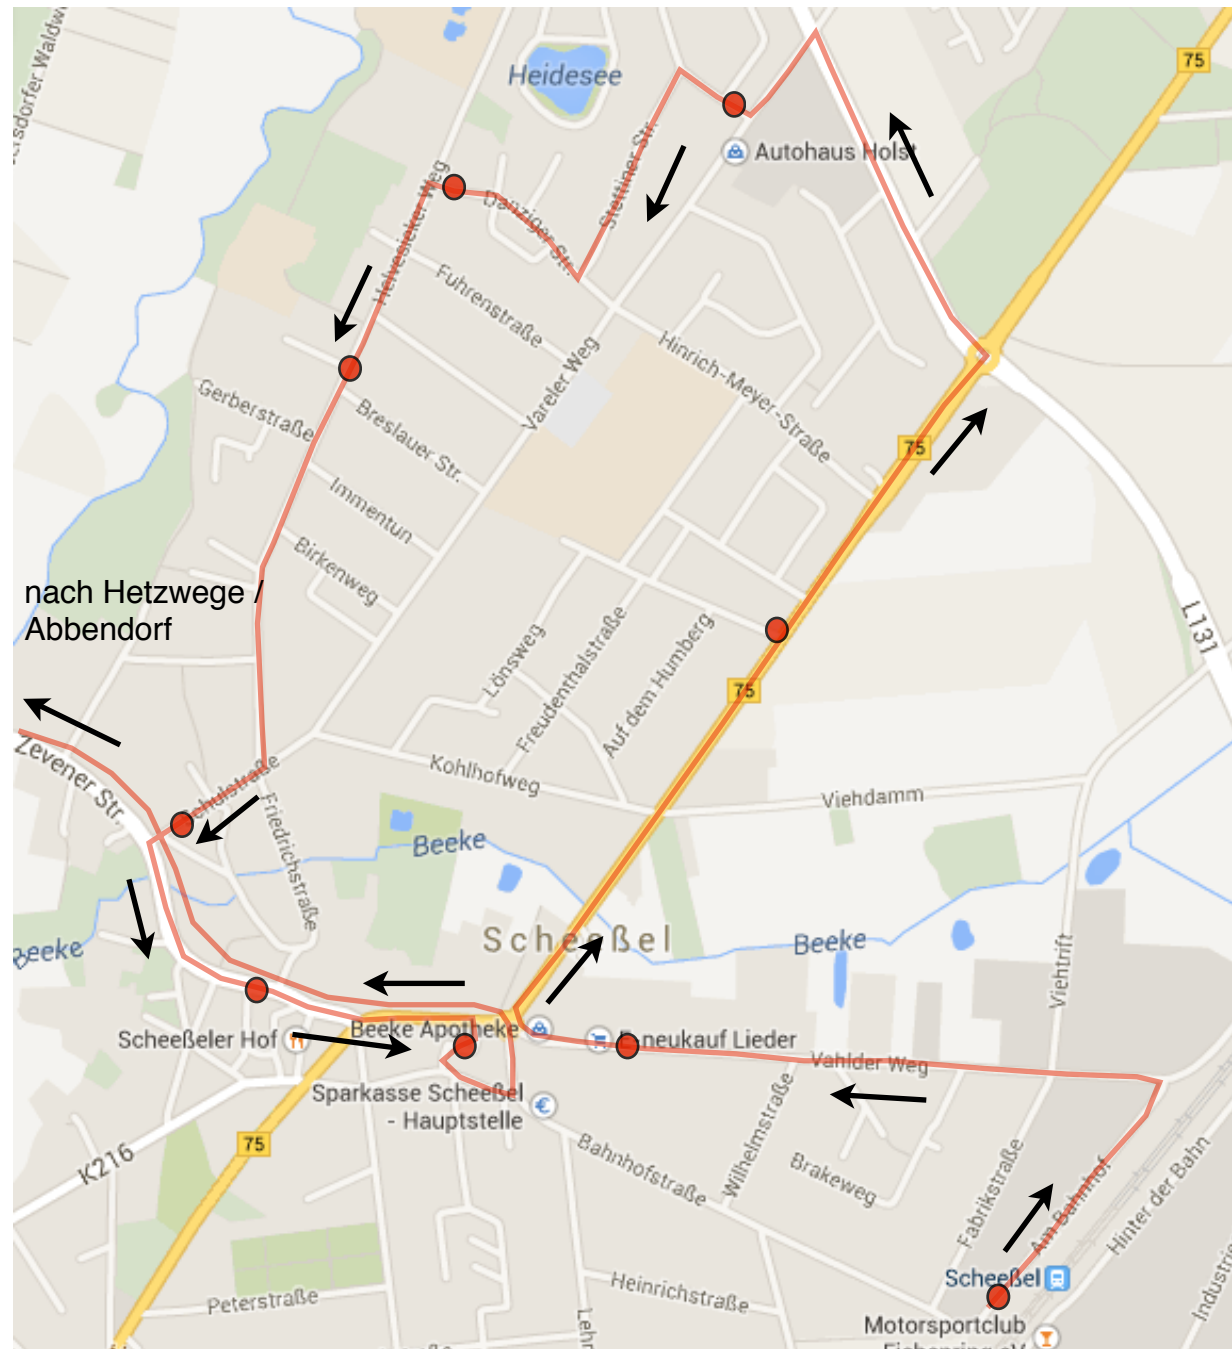 75
Heidesee
Autohaus Holst
Stettiner Str.
Helvesieker Weg
Danziger Str.
Fuhrenstraße
Vareler Weg
Hinrich-Meyer-Straße
75
Gerberstraße
Breslauer Str.
Immentun
Birkenweg
nach Hetzwege /
Abbendorf
L131
Lönsweg
Freudenthalstraße
Auf dem Humberg
75
Zevener Str.
Schulstraße
Kohlhofweg
Viehdamm
Friedrichstraße
Beeke
Scheeßel
Beeke
Beeke
Viehtrift
Scheeßeler Hof
Beeke Apotheke
neukauf Lieder
Vahlder Weg
Sparkasse Scheeßel
- Hauptstelle
75
K216
Bahnhofstraße
Wilhelmstraße
Brakeweg
Fabrikstraße
Am Bahnhof
Hinter der Bahn
Scheeßel
Heinrichstraße
Peterstraße
Motorsportclub